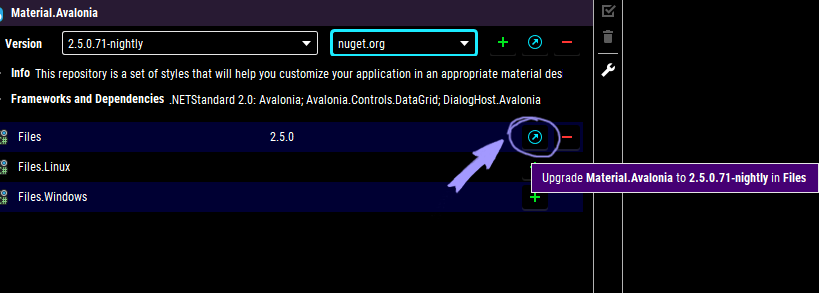 Material.Avalonia
Version 2.5.0.71-nightly nuget.org
Info This repository is a set of styles that will help you customize your application in an appropriate material des
Frameworks and Dependencies .NETStandard 2.0: Avalonia; Avalonia.Controls.DataGrid; DialogHost.Avalonia
C# Files 2.5.0
C# Files.Linux
Upgrade Material.Avalonia to 2.5.0.71-nightly in Files
C# Files.Windows